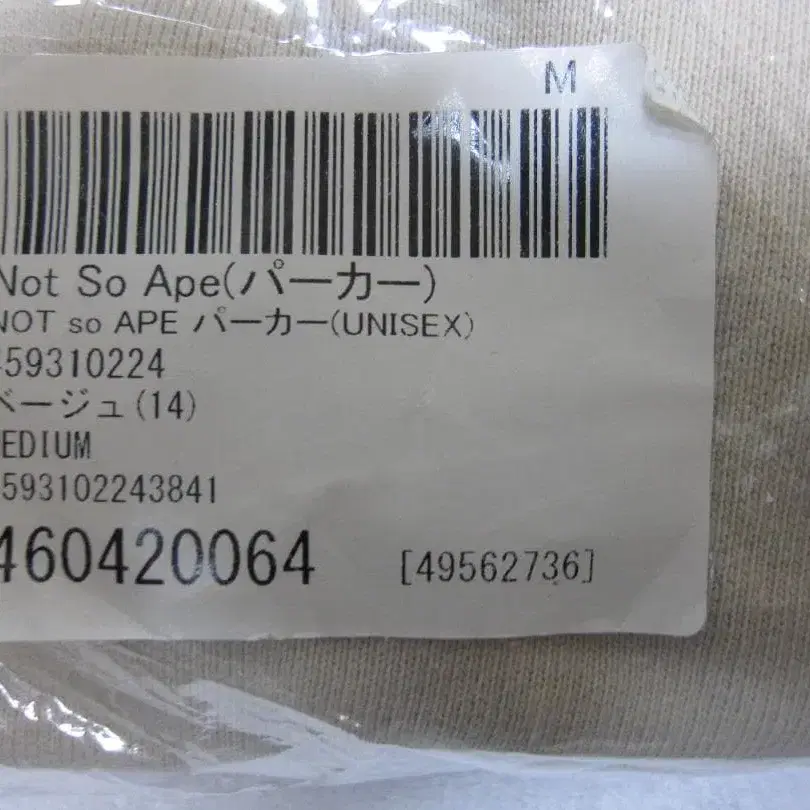 M
Not So Ape(パーカー)
NOT so APE パーカー(UNISEX)
59310224
ベージュ(14)
EDIUM
593102243841
460420064 [49562736]